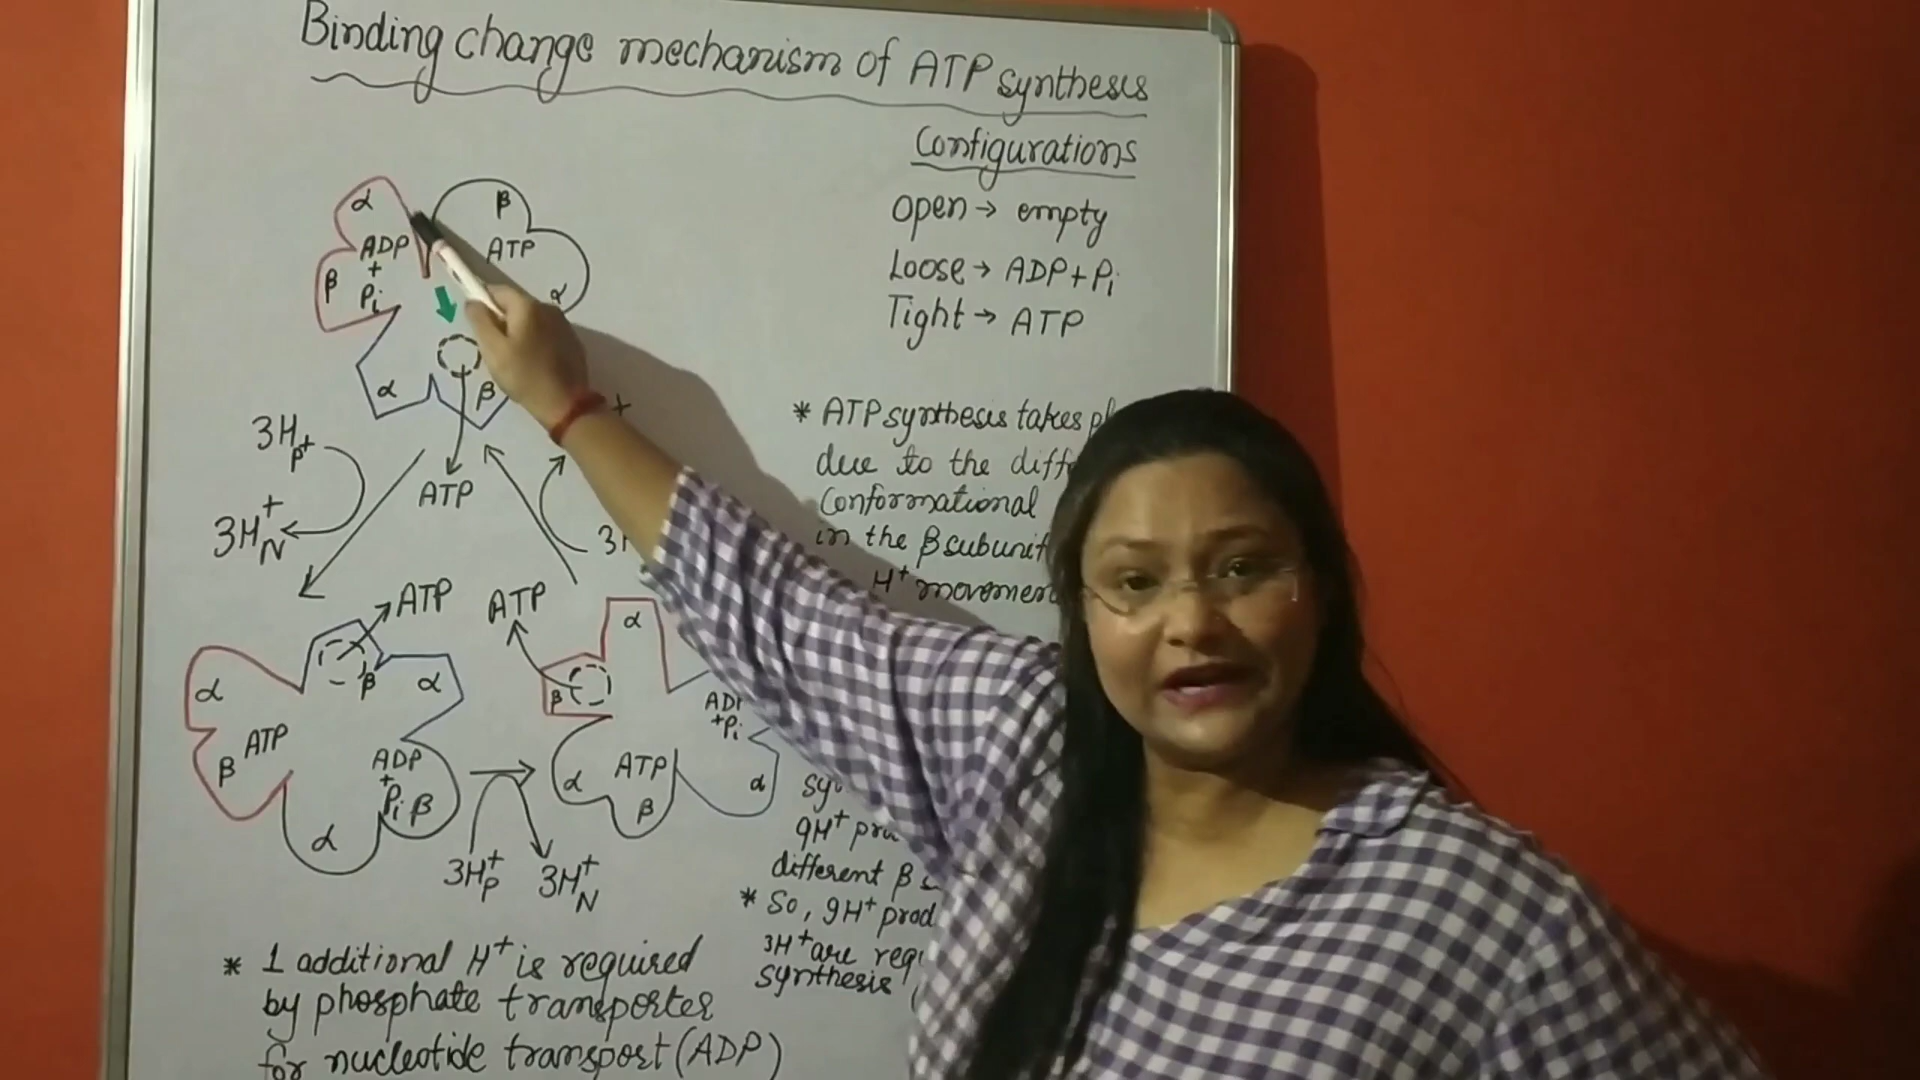 Binding change mechanism of ATP synthesis
Configurations
Open → empty
Loose → ADP + Pi
Tight → ATP
α
ADP
+
Pi
β
β
ATP
α
α
β
ATP
3H+P
3H+N
+
ATP
α
ATP
β
β
α
ADP
+
Pi β
α
3H+P
3H+N
ATP
α
β
ATP
α
β
+Pi
α
* ATP synthesis takes
due to the
Conformational
in the β subunit
H+ movement
9H+
different β
* So, 9H+
3H+ are
synthesis
* 1 additional H+ is required
by phosphate transporter
for nucleotide transport (ADP)